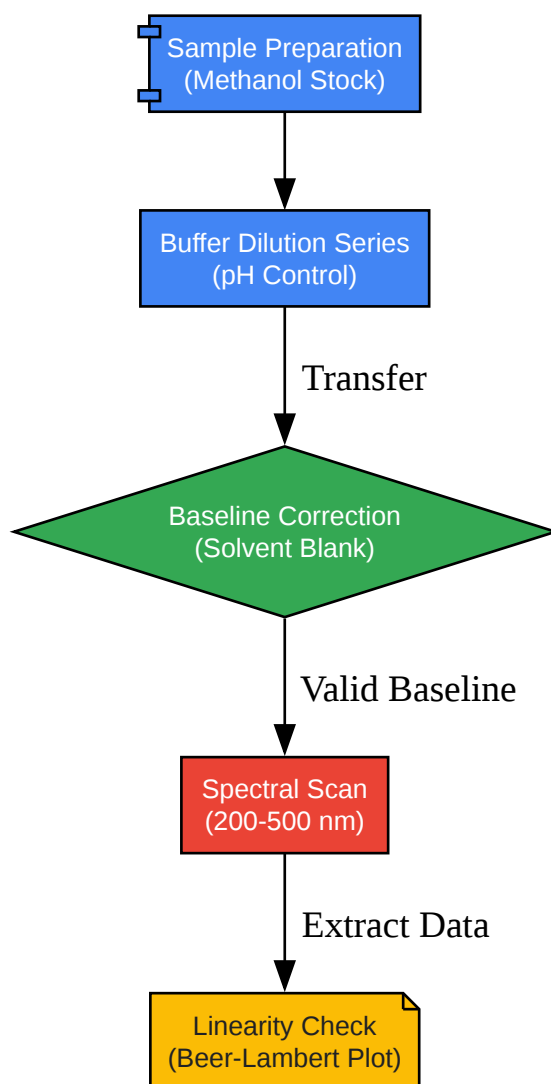 Sample Preparation
(Methanol Stock)
Buffer Dilution Series
(pH Control)
Transfer
Baseline Correction
(Solvent Blank)
Valid Baseline
Spectral Scan
(200-500 nm)
Extract Data
Linearity Check
(Beer-Lambert Plot)